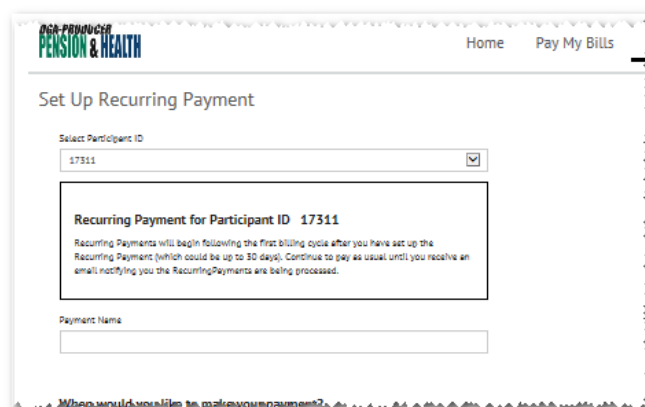 DGA-PRODUCER
PENSION & HEALTH
Home Pay My Bills
Set Up Recurring Payment
Select Participant ID
17311
Recurring Payment for Participant ID 17311
Recurring Payments will begin following the first billing cycle after you have set up the
Recurring Payment (which could be up to 30 days). Continue to pay as usual until you receive an
email notifying you the RecurringPayments are being processed.
Payment Name
When would you like to make your payment?